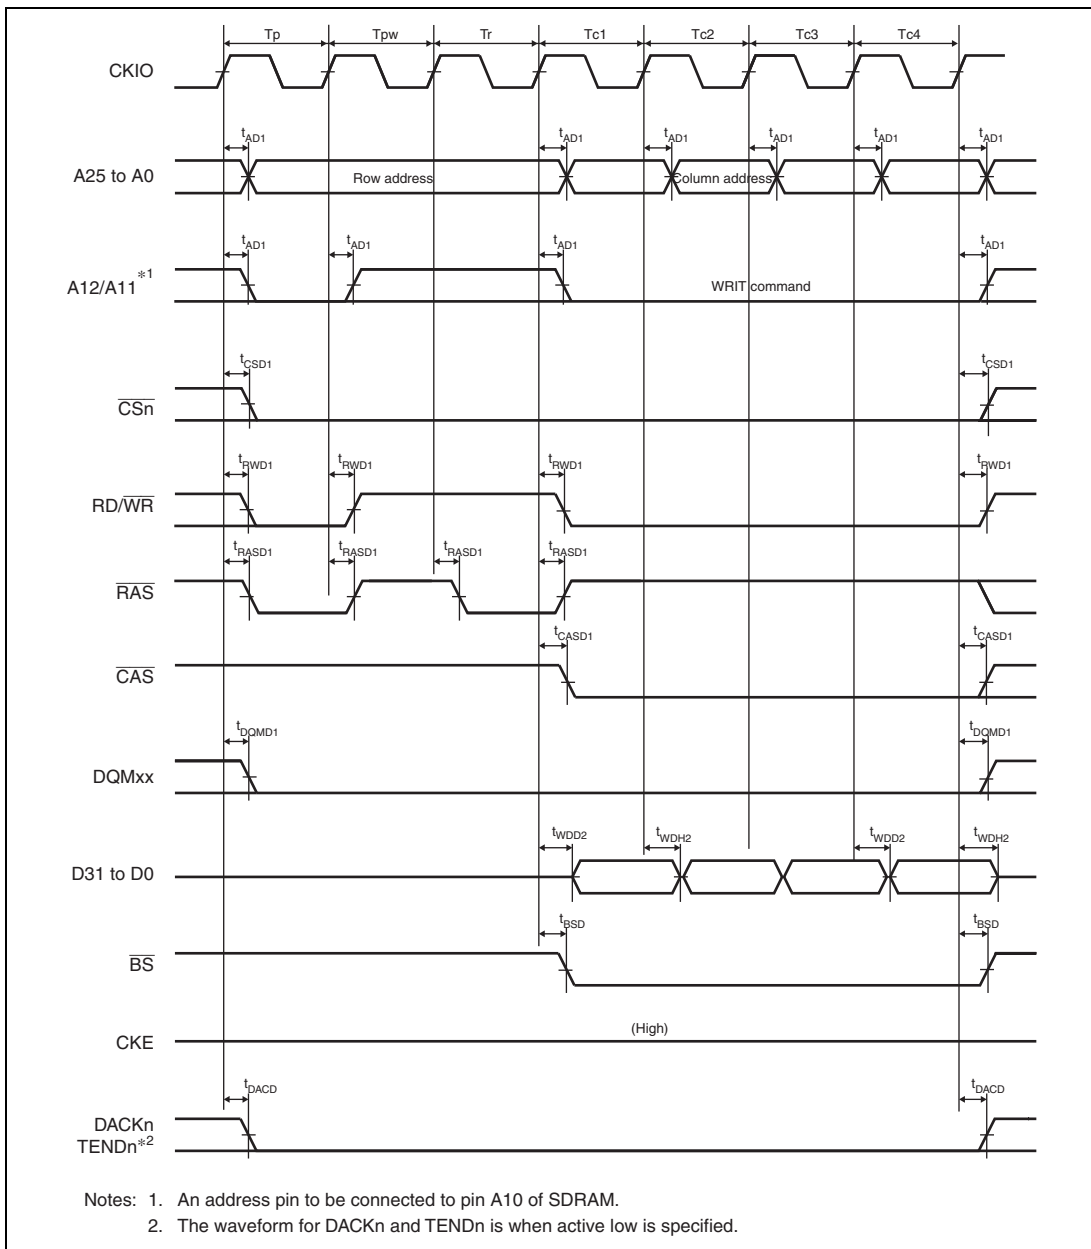 Tp Tpw Tr Tc1 Tc2 Tc3 Tc4
CKIO
tAD1 tAD1 tAD1 tAD1 tAD1 tAD1
A25 to A0 Row address Column address
tAD1 tAD1 tAD1 tAD1
A12/A11*1 WRIT command
tCSD1 tCSD1
CSn
tRWD1 tRWD1 tRWD1 tRWD1
RD/WR
tRASD1 tRASD1 tRASD1 tRASD1
RAS
tCASD1 tCASD1
CAS
tDQMD1 tDQMD1
DQMxx
tWDD2 tWDH2 tWDD2 tWDH2
D31 to D0
tBSD tBSD
BS
(High)
CKE
tDACD tDACD
DACKn
TENDn*2
Notes: 1. An address pin to be connected to pin A10 of SDRAM.
2. The waveform for DACKn and TENDn is when active low is specified.